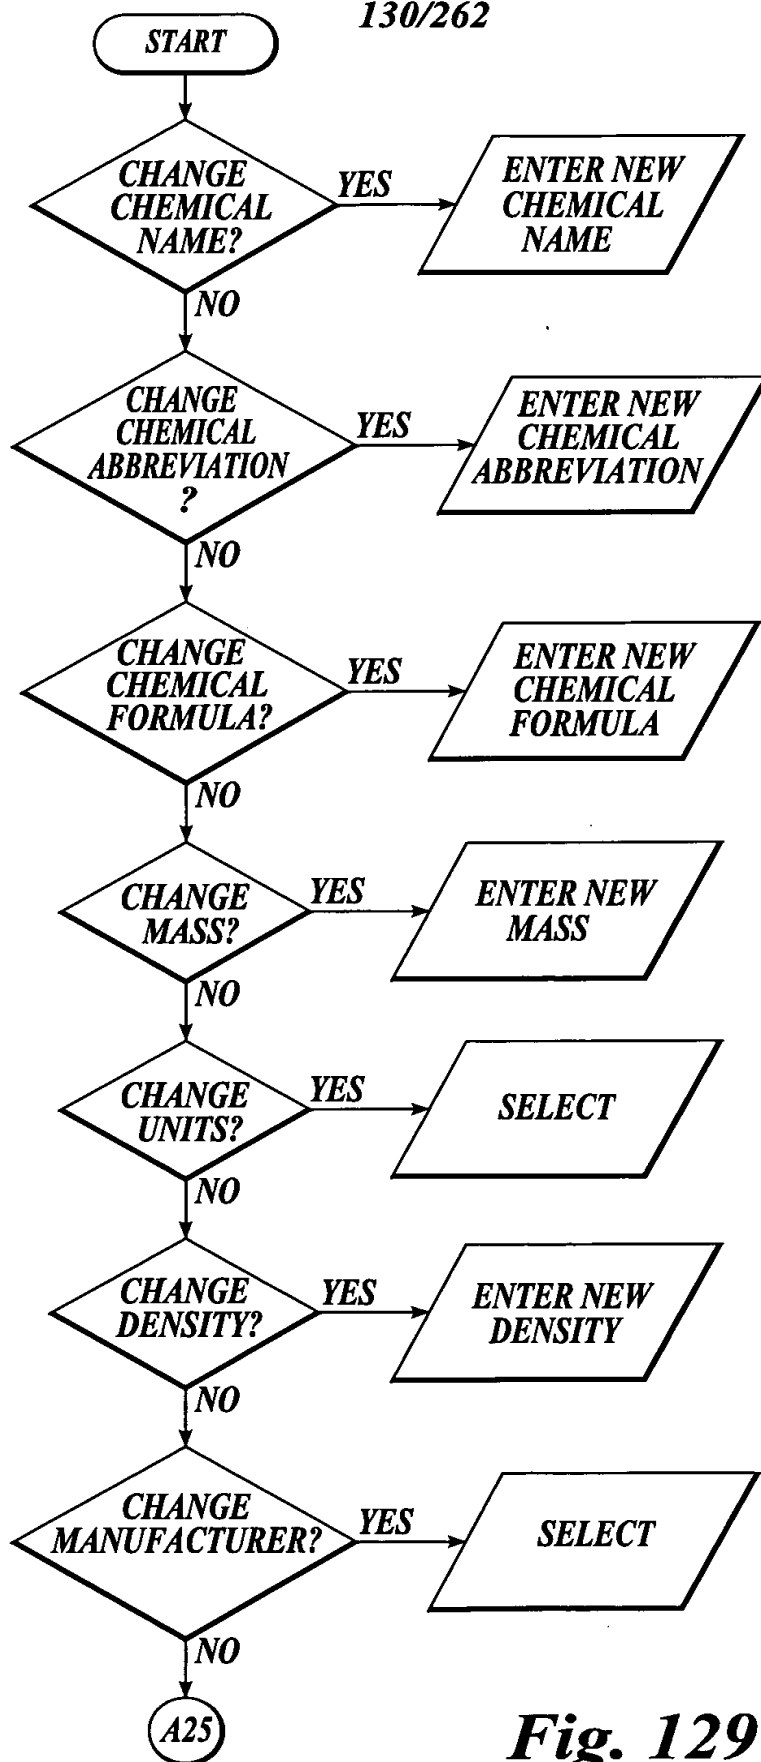 130/262
START
CHANGE
CHEMICAL
NAME?
YES
ENTER NEW
CHEMICAL
NAME
NO
CHANGE
CHEMICAL
ABBREVIATION
?
YES
ENTER NEW
CHEMICAL
ABBREVIATION
NO
CHANGE
CHEMICAL
FORMULA?
YES
ENTER NEW
CHEMICAL
FORMULA
NO
CHANGE
MASS?
YES
ENTER NEW
MASS
NO
CHANGE
UNITS?
YES
SELECT
NO
CHANGE
DENSITY?
YES
ENTER NEW
DENSITY
NO
CHANGE
MANUFACTURER?
YES
SELECT
NO
A25
Fig. 129